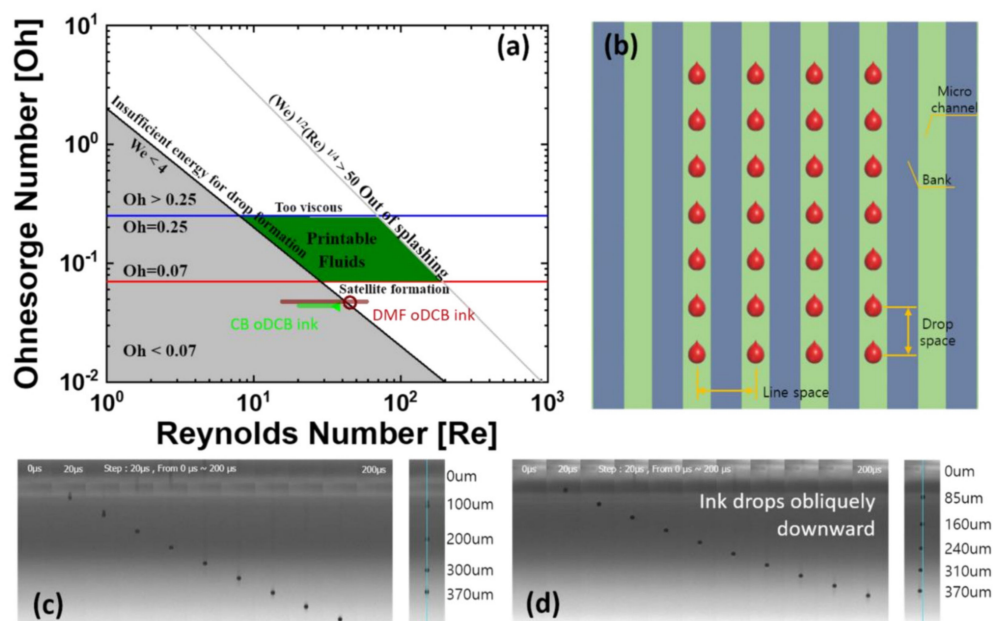 (a)
Ohnesorge Number [Oh]
10¹
10⁰
10⁻¹
10⁻²
Insufficient energy for drop formation
We < 4
(We) ¹/²(Re) ¹/⁴ > 50 Out of splashing
Oh > 0.25
Too viscous
Oh=0.25
Printable
Fluids
Oh=0.07
Satellite formation
CB oDCB ink
DMF oDCB ink
Oh < 0.07
10⁰
10¹
10²
10³
Reynolds Number [Re]
(b)
Micro
channel
Bank
Drop
space
Line space
0μs
20μs
Step : 20μs , From 0 μs ~ 200 μs
200μs
0um
100um
200um
300um
370um
(c)
0μs
20μs
Step : 20μs , From 0 μs ~ 200 μs
200μs
Ink drops obliquely
downward
0um
85um
160um
240um
310um
370um
(d)